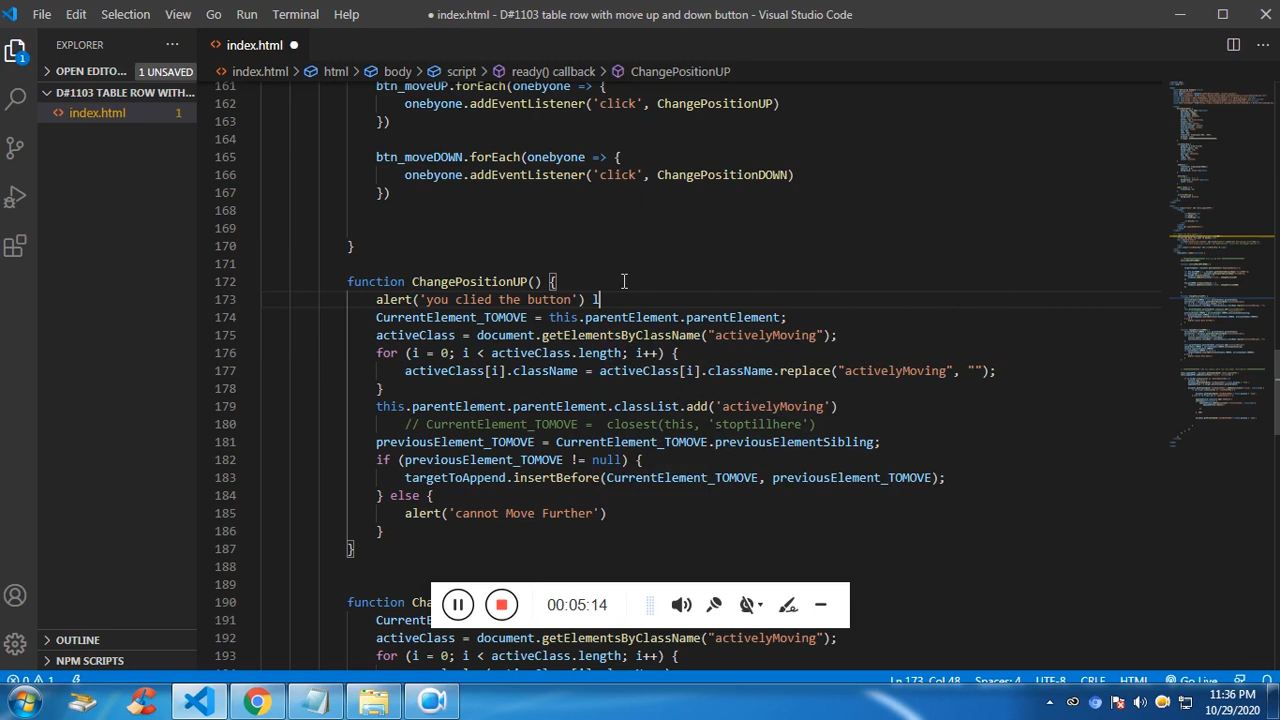 File Edit Selection View Go Run Terminal Help
● index.html - D#1103 table row with move up and down button - Visual Studio Code
EXPLORER ···
index.html ●
OPEN EDITO... 1 UNSAVED
index.html > html > body > script > ready() callback > ChangePositionUP
D#1103 TABLE ROW WITH...
index.html 1
161 btn_moveUP.forEach(onebyone => {
162 onebyone.addEventListener('click', ChangePositionUP)
163 })
164
165 btn_moveDOWN.forEach(onebyone => {
166 onebyone.addEventListener('click', ChangePositionDOWN)
167 })
168
169
170 }
171
172 function ChangePositionUP() {
173 alert('you clied the button') l
174 CurrentElement_TOMOVE = this.parentElement.parentElement;
175 activeClass = document.getElementsByClassName("activelyMoving");
176 for (i = 0; i < activeClass.length; i++) {
177 activeClass[i].className = activeClass[i].className.replace("activelyMoving", "");
178 }
179 this.parentElement.parentElement.classList.add('activelyMoving')
180 // CurrentElement_TOMOVE = closest(this, 'stoptillhere')
181 previousElement_TOMOVE = CurrentElement_TOMOVE.previousElementSibling;
182 if (previousElement_TOMOVE != null) {
183 targetToAppend.insertBefore(CurrentElement_TOMOVE, previousElement_TOMOVE);
184 } else {
185 alert('cannot Move Further')
186 }
187 }
188
189
190 function Cha
191 Current
192 activeClass = document.getElementsByClassName("activelyMoving");
193 for (i = 0; i < activeClass.length; i++) {
00:05:14
OUTLINE
NPM SCRIPTS
0 1 Ln 173, Col 48 Spaces: 4 UTF-8 CRLF HTML Go Live
11:36 PM
10/29/2020